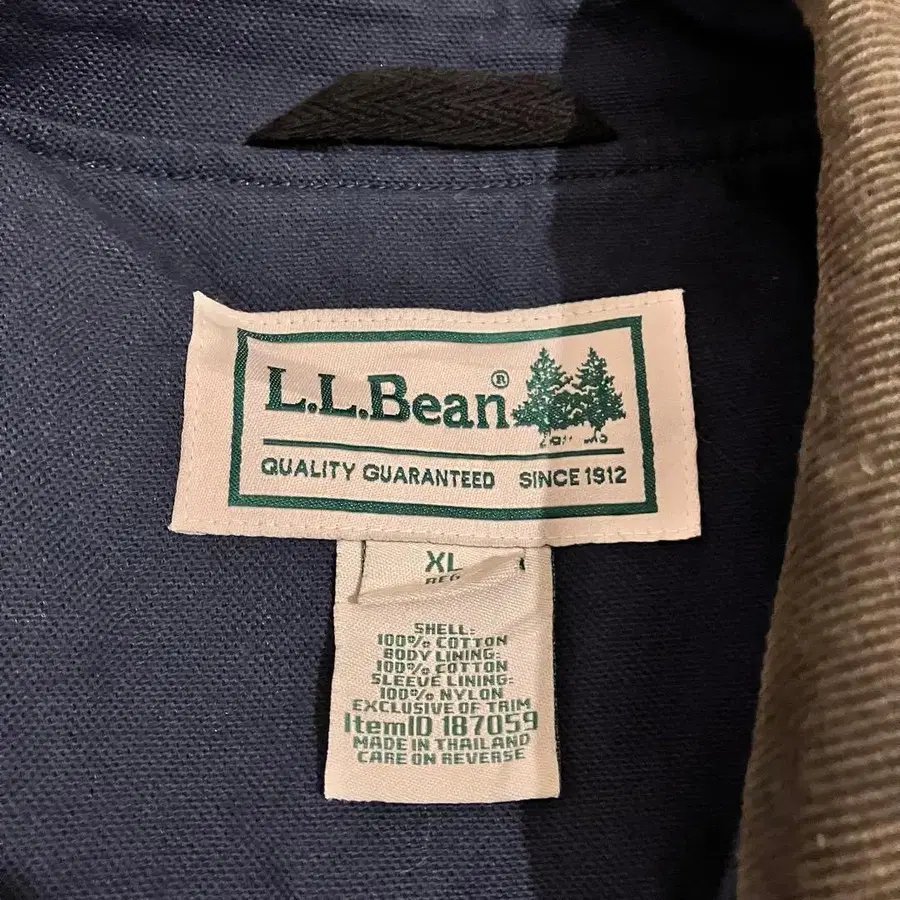 L.L.Bean®
QUALITY GUARANTEED SINCE 1912
XL
REG
SHELL:
100% COTTON
BODY LINING:
100% COTTON
SLEEVE LINING:
100% NYLON
EXCLUSIVE OF TRIM
ItemID 187059
MADE IN THAILAND
CARE ON REVERSE